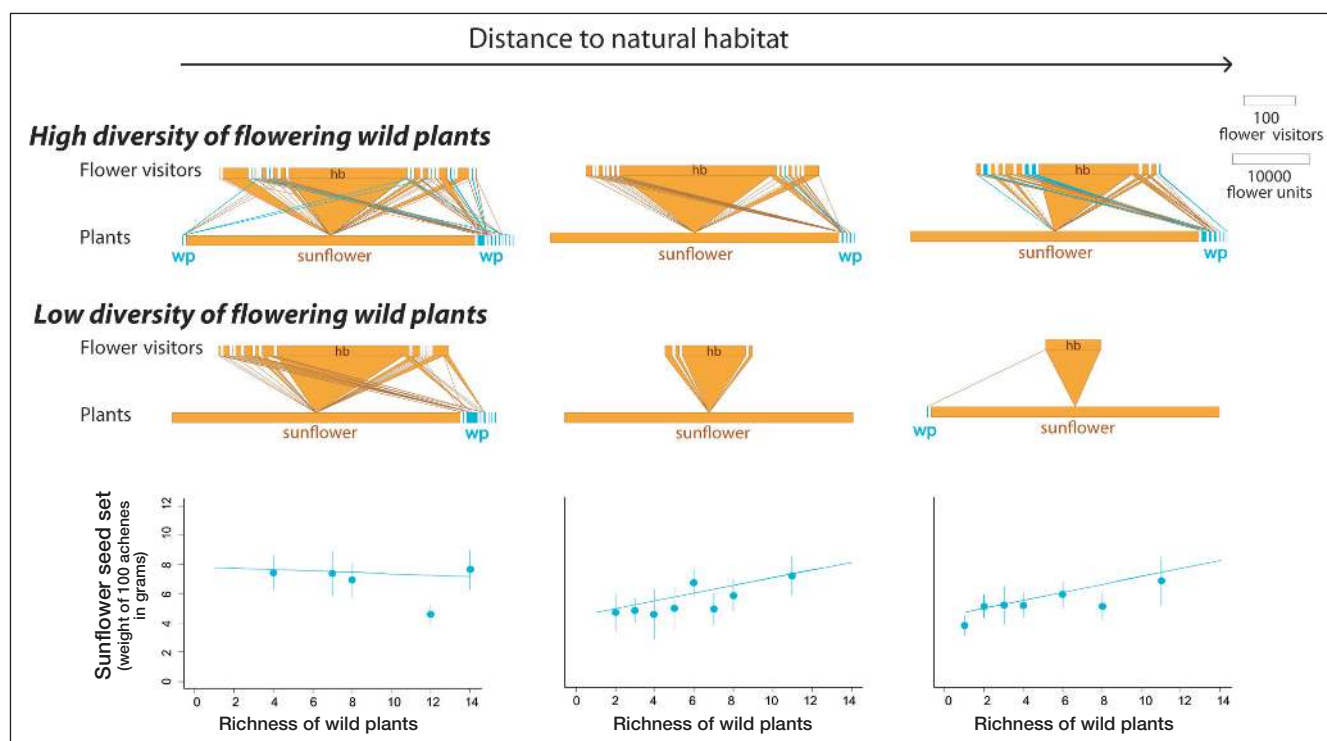 Distance to natural habitat
High diversity of flowering wild plants
100
flower visitors
10000
flower units
Flower visitors
hb
hb
hb
Plants
wp
sunflower
wp
sunflower
wp
sunflower
wp
Low diversity of flowering wild plants
Flower visitors
hb
hb
hb
Plants
sunflower
wp
sunflower
wp
sunflower
Sunflower seed set
(weight of 100 achenes
in grams)
12
10
8
6
4
2
0
0 2 4 6 8 10 12 14
Richness of wild plants
0 2 4 6 8 10 12 14
Richness of wild plants
0 2 4 6 8 10 12 14
Richness of wild plants